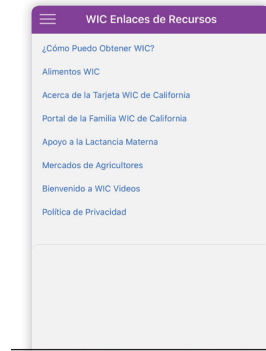 WIC Enlaces de Recursos
¿Cómo Puedo Obtener WIC?
Alimentos WIC
Acerca de la Tarjeta WIC de California
Portal de la Familia WIC de California
Apoyo a la Lactancia Materna
Mercados de Agricultores
Bienvenido a WIC Videos
Política de Privacidad